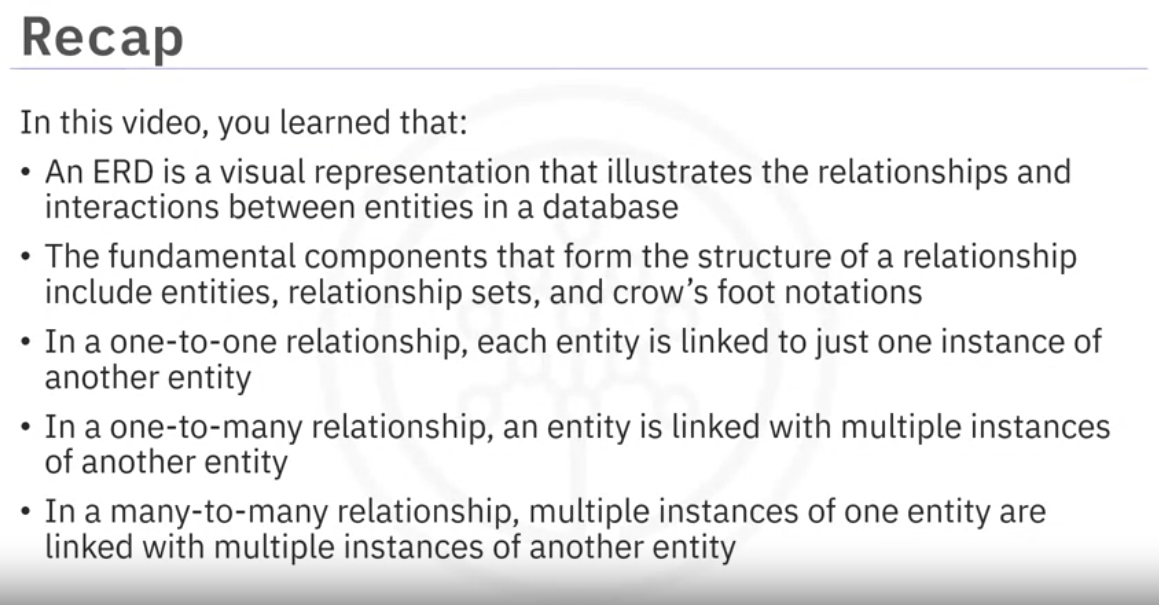 Recap
In this video, you learned that:
• An ERD is a visual representation that illustrates the relationships and
interactions between entities in a database
• The fundamental components that form the structure of a relationship
include entities, relationship sets, and crow’s foot notations
• In a one-to-one relationship, each entity is linked to just one instance of
another entity
• In a one-to-many relationship, an entity is linked with multiple instances
of another entity
• In a many-to-many relationship, multiple instances of one entity are
linked with multiple instances of another entity